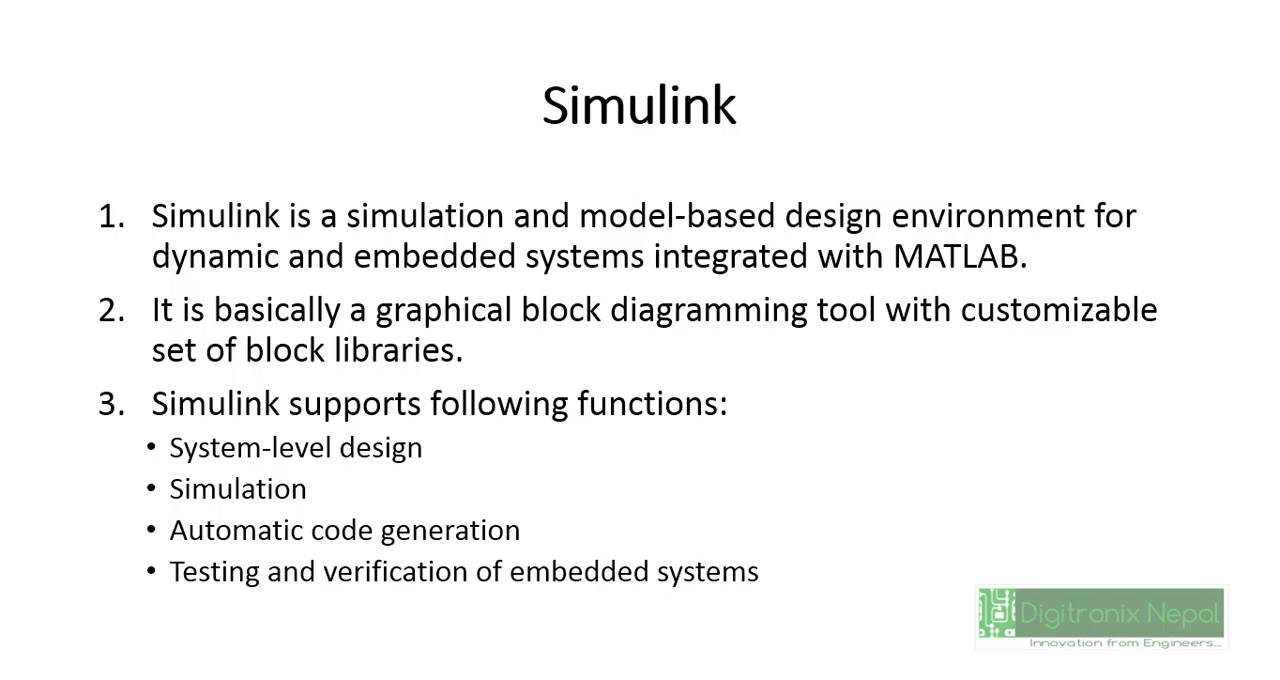 Simulink
1. Simulink is a simulation and model-based design environment for
dynamic and embedded systems integrated with MATLAB.
2. It is basically a graphical block diagramming tool with customizable
set of block libraries.
3. Simulink supports following functions:
• System-level design
• Simulation
• Automatic code generation
• Testing and verification of embedded systems
Digitronix Nepal
Innovation from Engineers...